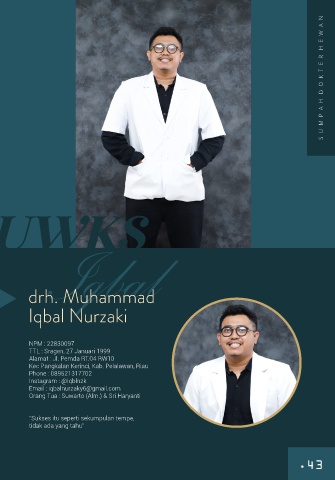 SUMPAH DOKTER HEWAN
UWKS
Iqbal
drh. Muhammad
Iqbal Nurzaki
NPM : 22830097
TTL : Sragen, 27 Januari 1999
Alamat : Jl. Pemda RT.04 RW10
Kec Pangkalan Kerinci, Kab. Pelalawan, Riau
Phone : 089621317702
Instagram : @iqblnzk
Email : iqbalnurzaky6@gmail.com
Orang Tua : Suwarto (Alm.) & Sri Haryanti
"Sukses itu seperti sekumpulan tempe,
tidak ada yang tahu"
43